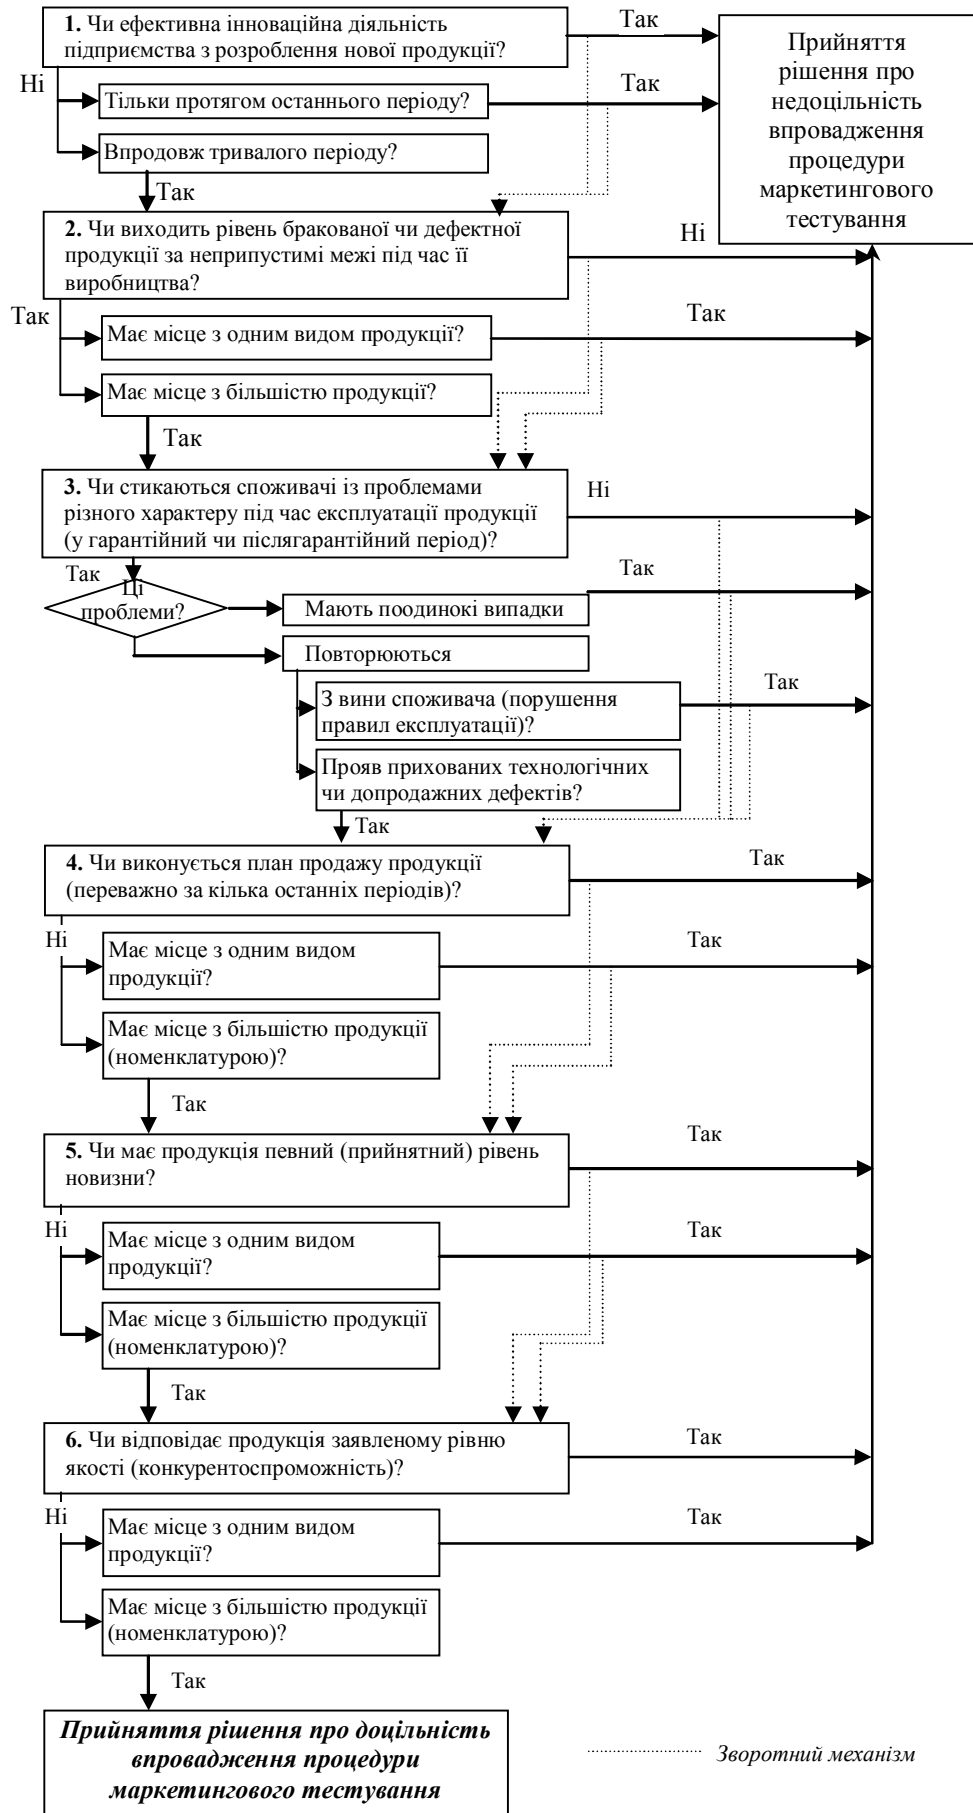 1. Чи ефективна інноваційна діяльність
підприємства з розроблення нової продукції?
Так
Прийняття
рішення про
недоцільність
впровадження
процедури
маркетингового
тестування
Ні
Тільки протягом останнього періоду?
Так
Впродовж тривалого періоду?
Так
2. Чи виходить рівень бракованої чи дефектної
продукції за неприпустимі межі під час її
виробництва?
Ні
Так
Має місце з одним видом продукції?
Так
Має місце з більшістю продукції?
Так
3. Чи стикаються споживачі із проблемами
різного характеру під час експлуатації продукції
(у гарантійний чи післягарантійний період)?
Ні
Так
Ці
проблеми?
Мають поодинокі випадки
Так
Повторюються
З вини споживача (порушення
правил експлуатації)?
Так
Прояв прихованих технологічних
чи допродажних дефектів?
Так
4. Чи виконується план продажу продукції
(переважно за кілька останніх періодів)?
Так
Ні
Має місце з одним видом
продукції?
Так
Має місце з більшістю продукції
(номенклатурою)?
Так
5. Чи має продукція певний (прийнятний) рівень
новизни?
Так
Ні
Має місце з одним видом
продукції?
Так
Має місце з більшістю продукції
(номенклатурою)?
Так
6. Чи відповідає продукція заявленому рівню
якості (конкурентоспроможність)?
Так
Ні
Має місце з одним видом
продукції?
Так
Має місце з більшістю продукції
(номенклатурою)?
Так
Прийняття рішення про доцільність
впровадження процедури
маркетингового тестування
Зворотний механізм